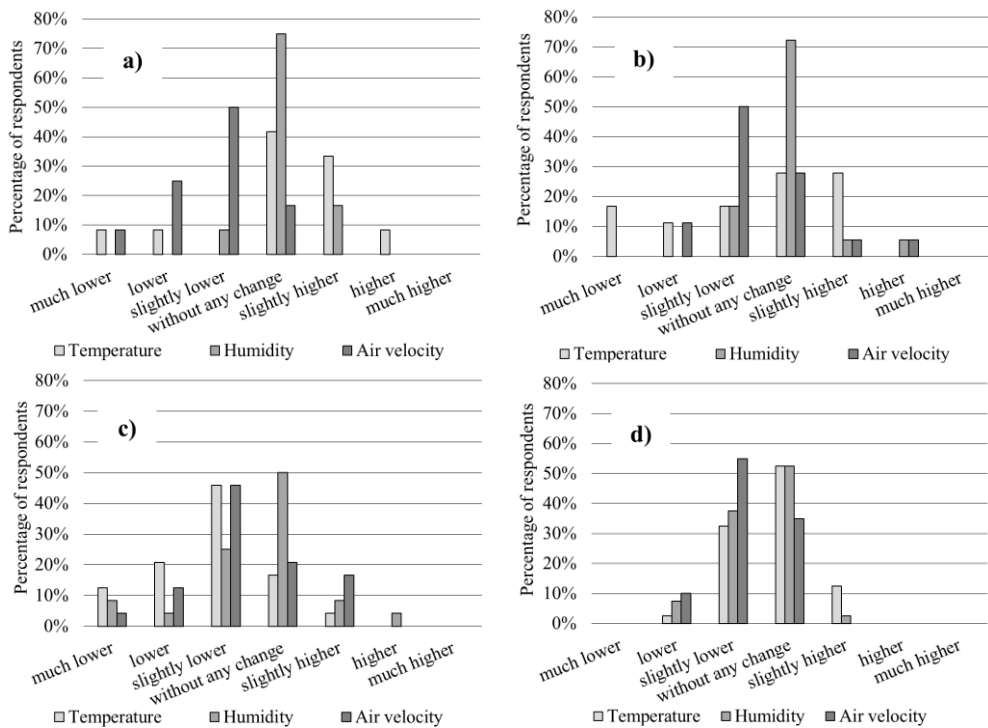 80%
70%
60%
50%
40%
30%
20%
10%
0%
Percentage of respondents
a)
much lower
lower
slightly lower
without any change
slightly higher
higher
much higher
Temperature Humidity Air velocity
80%
70%
60%
50%
40%
30%
20%
10%
0%
Percentage of respondents
b)
much lower
lower
slightly lower
without any change
slightly higher
higher
much higher
Temperature Humidity Air velocity
80%
70%
60%
50%
40%
30%
20%
10%
0%
Percentage of respondents
c)
much lower
lower
slightly lower
without any change
slightly higher
higher
much higher
Temperature Humidity Air velocity
80%
70%
60%
50%
40%
30%
20%
10%
0%
Percentage of respondents
d)
much lower
lower
slightly lower
without any change
slightly higher
higher
much higher
Temperature Humidity Air velocity